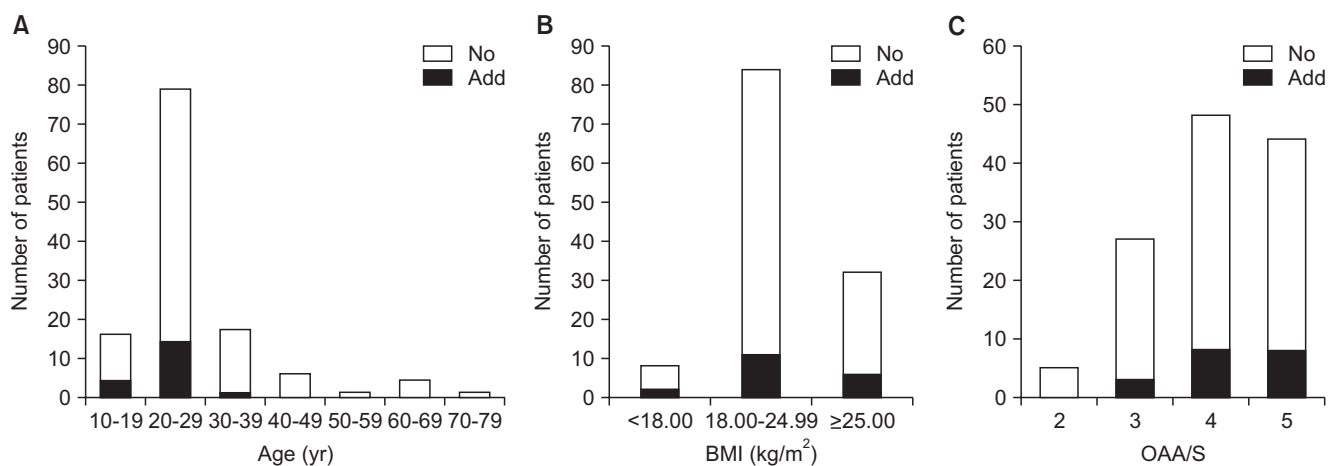 A
Number of patients
90
80
70
60
50
40
30
20
10
0
No
Add
10-19 20-29 30-39 40-49 50-59 60-69 70-79
Age (yr)
B
Number of patients
90
80
70
60
50
40
30
20
10
0
No
Add
<18.00 18.00-24.99 ≥25.00
BMI (kg/m²)
C
Number of patients
60
50
40
30
20
10
0
No
Add
2 3 4 5
OAA/S